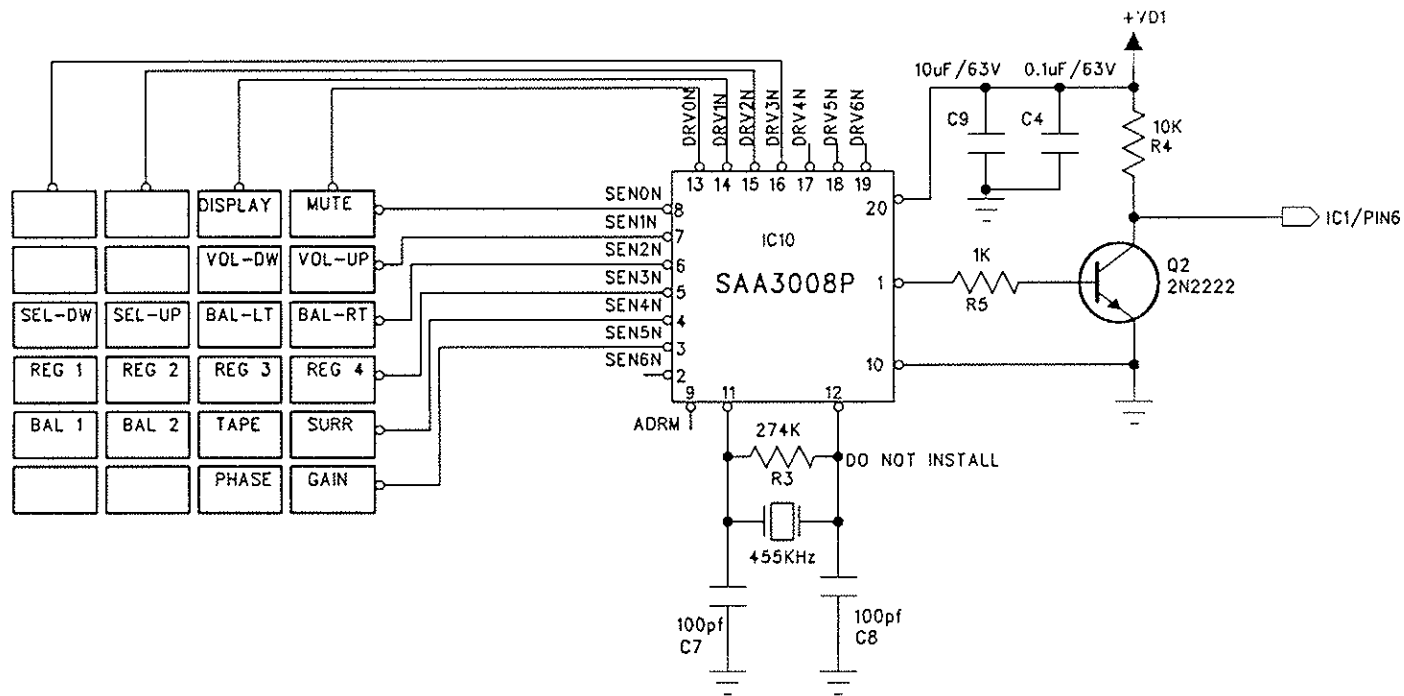 +VD1
10uF/63V 0.1uF/63V
C9 C4
10K
R4
DRV0N DRV1N DRV2N DRV3N DRV4N DRV5N DRV6N
13 14 15 16 17 18 19
20
DISPLAY MUTE
VOL-DW VOL-UP
SEL-DW SEL-UP BAL-LT BAL-RT
REG 1 REG 2 REG 3 REG 4
BAL 1 BAL 2 TAPE SURR
PHASE GAIN
SEN0N
8
SEN1N
7
SEN2N
6
SEN3N
5
SEN4N
4
SEN5N
3
SEN6N
2
IC10
SAA3008P
1
1K
R5
Q2
2N2222
IC1/PIN6
10
9 11 12
ADRM
274K
R3
DO NOT INSTALL
455KHz
100pf
C7
100pf
C8